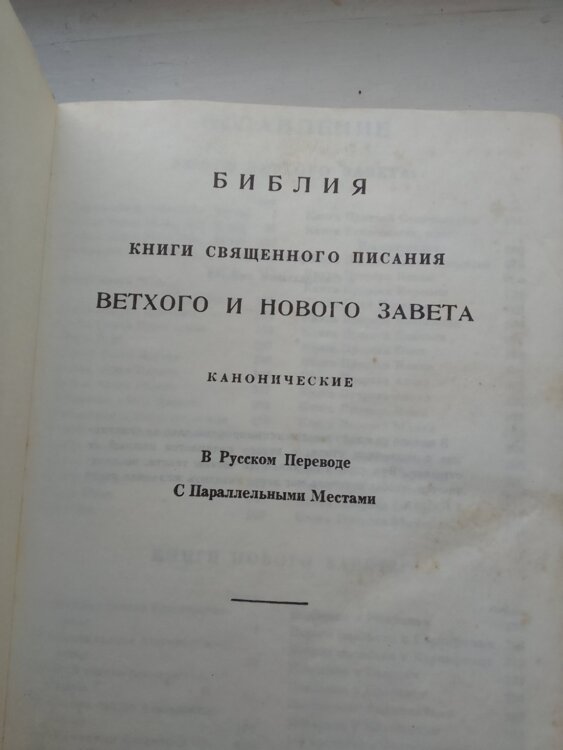 БИБЛИЯ
КНИГИ СВЯЩЕННОГО ПИСАНИЯ
ВЕТХОГО И НОВОГО ЗАВЕТА
КАНОНИЧЕСКИЕ
В Русском Переводе
С Параллельными Местами